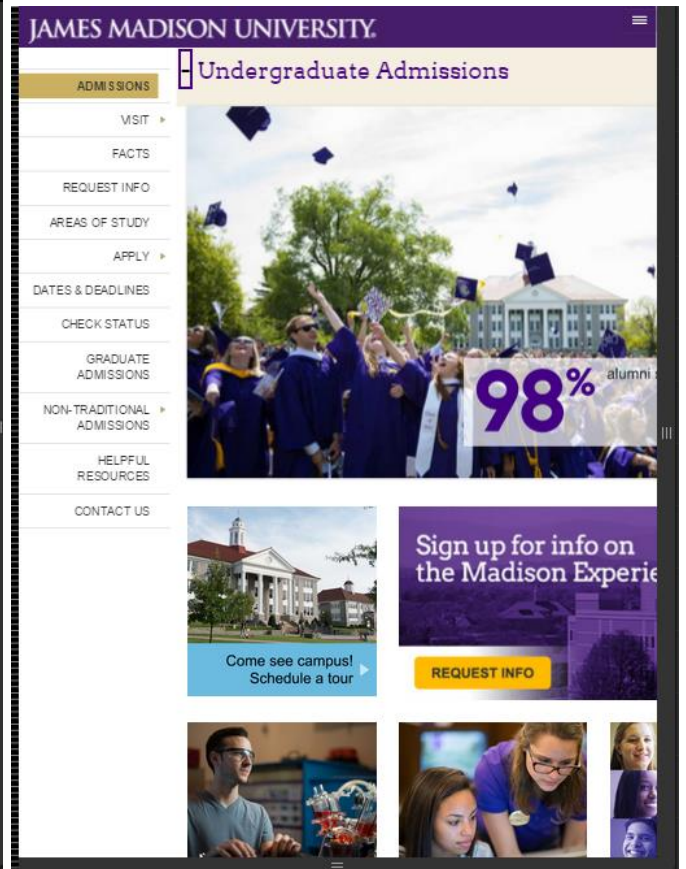 JAMES MADISON UNIVERSITY.
- Undergraduate Admissions
ADMISSIONS
VISIT
FACTS
REQUEST INFO
AREAS OF STUDY
APPLY
DATES & DEADLINES
CHECK STATUS
GRADUATE
ADMISSIONS
NON-TRADITIONAL
ADMISSIONS
HELPFUL
RESOURCES
CONTACT US
98% alumni s
Come see campus!
Schedule a tour
Sign up for info on
the Madison Experie
REQUEST INFO